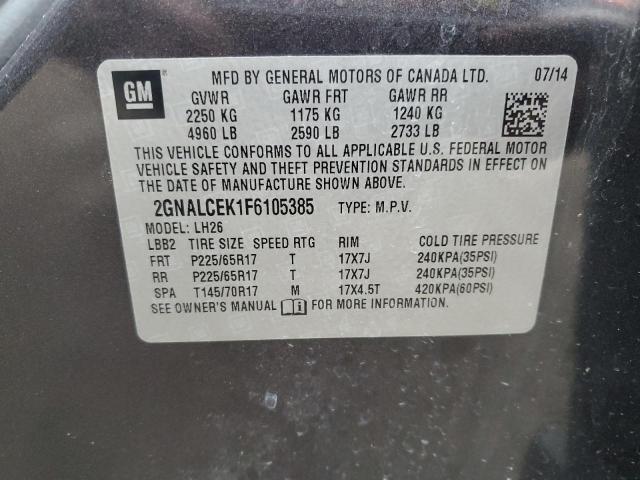 GM ® MFD BY GENERAL MOTORS OF CANADA LTD. 07/14
GVWR GAWR FRT GAWR RR
2250 KG 1175 KG 1240 KG
4960 LB 2590 LB 2733 LB
THIS VEHICLE CONFORMS TO ALL APPLICABLE U.S. FEDERAL MOTOR
VEHICLE SAFETY AND THEFT PREVENTION STANDARDS IN EFFECT ON
THE DATE OF MANUFACTURE SHOWN ABOVE.
2GNALCEK1F6105385 TYPE: M.P.V.
MODEL: LH26
LBB2 TIRE SIZE SPEED RTG RIM COLD TIRE PRESSURE
FRT P225/65R17 T 17X7J 240KPA(35PSI)
RR P225/65R17 T 17X7J 240KPA(35PSI)
SPA T145/70R17 M 17X4.5T 420KPA(60PSI)
SEE OWNER'S MANUAL i FOR MORE INFORMATION.